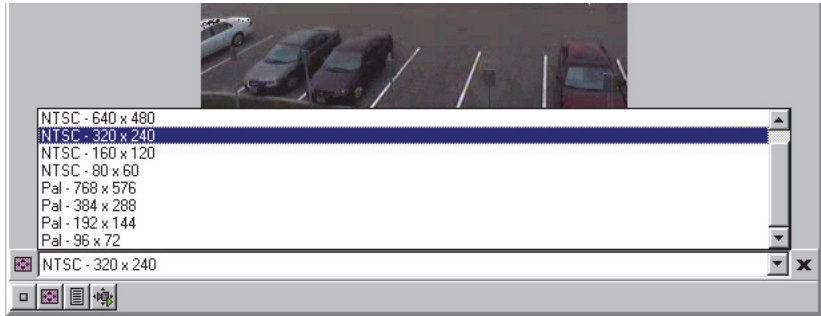 NTSC - 640 x 480
NTSC - 320 x 240
NTSC - 160 x 120
NTSC - 80 x 60
Pal - 768 x 576
Pal - 384 x 288
Pal - 192 x 144
Pal - 96 x 72
NTSC - 320 x 240